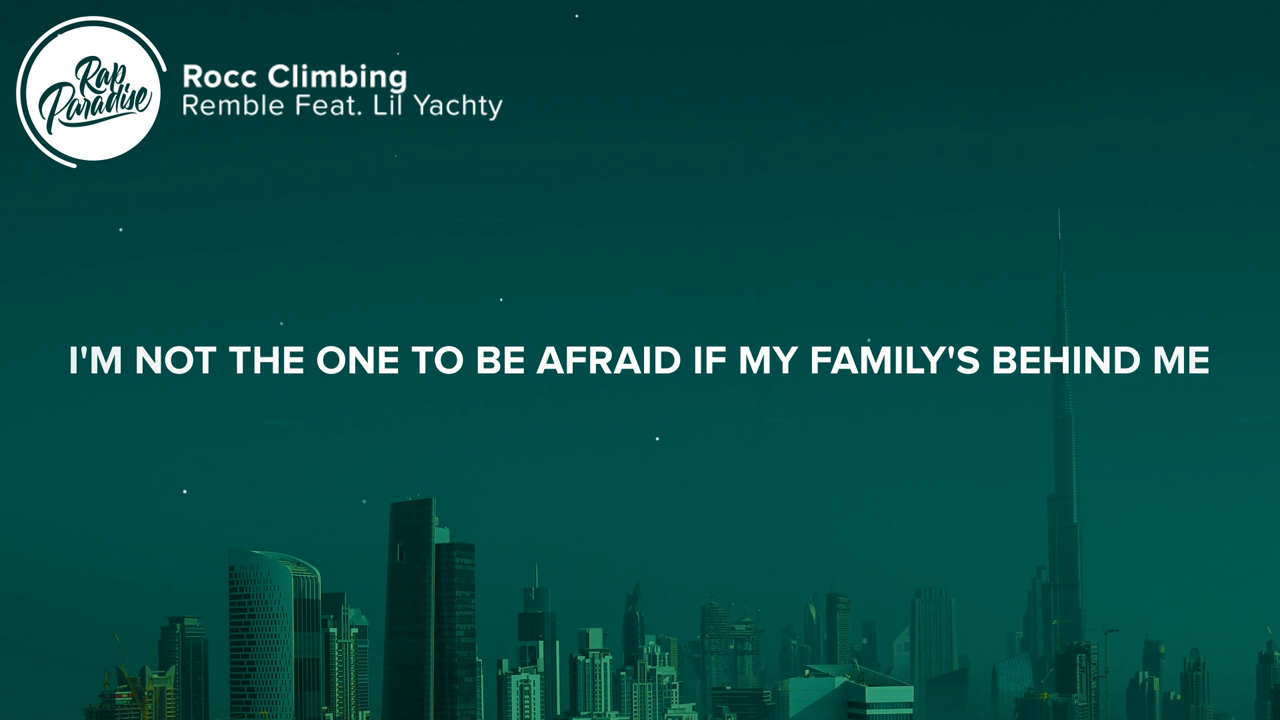 Rap
Paradise
Rocc Climbing
Remble Feat. Lil Yachty
I'M NOT THE ONE TO BE AFRAID IF MY FAMILY'S BEHIND ME